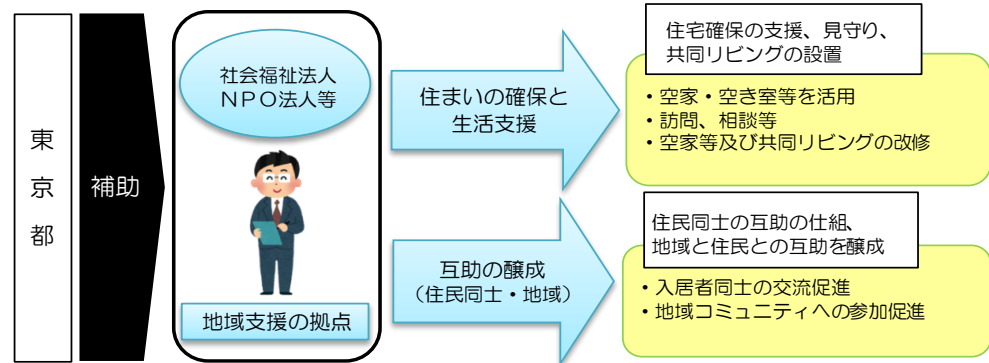 東京都
補助
社会福祉法人
NPO法人等
地域支援の拠点
住まいの確保と
生活支援
住宅確保の支援、見守り、
共同リビングの設置
・空家・空き室等を活用
・訪問、相談等
・空家等及び共同リビングの改修
互助の醸成
(住民同士・地域)
住民同士の互助の仕組、
地域と住民との互助を醸成
・入居者同士の交流促進
・地域コミュニティへの参加促進